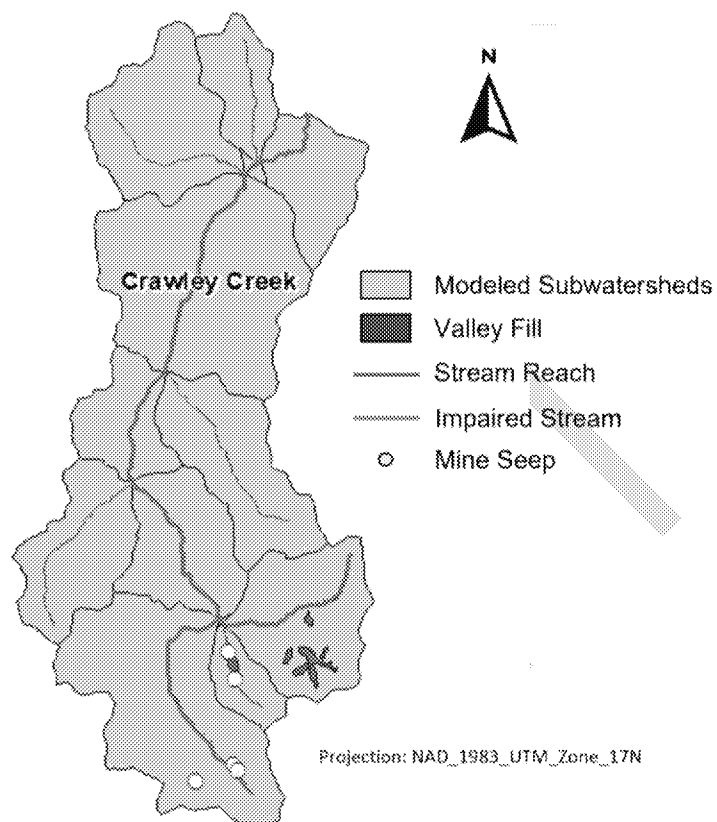 N
Crawley Creek
Modeled Subwatersheds
Valley Fill
Stream Reach
Impaired Stream
Mine Seep
Projection: NAD_1983_UTM_Zone_17N